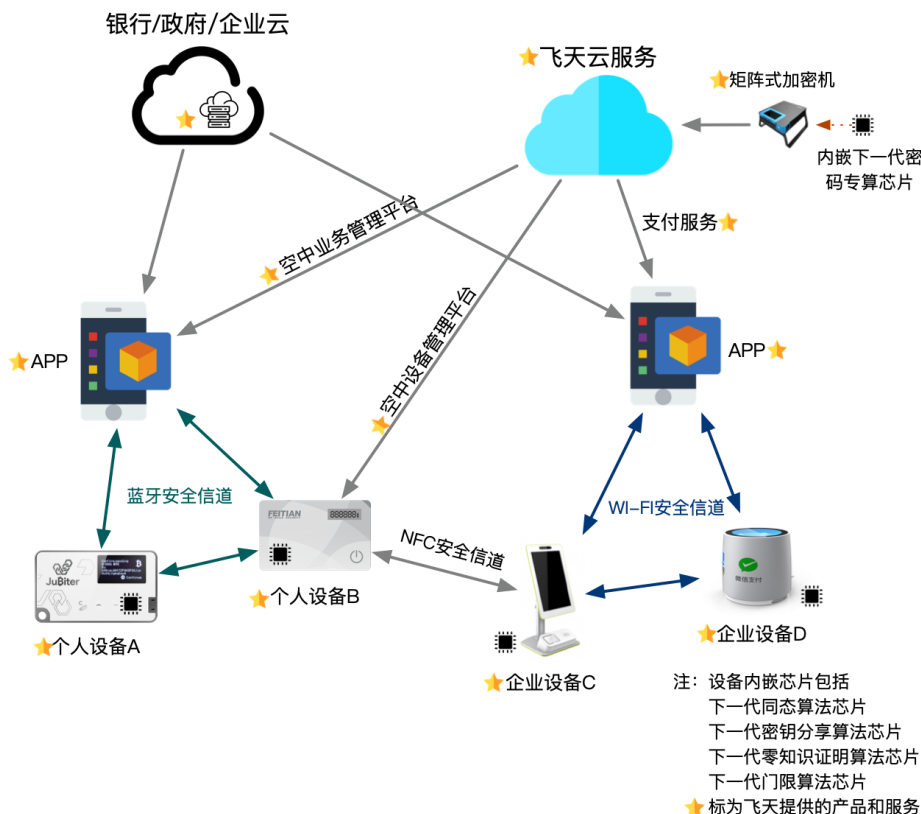 银行/政府/企业云
飞天云服务
矩阵式加密机
内嵌下一代密
码专算芯片
空中业务管理平台
支付服务
空中设备管理平台
APP
APP
蓝牙安全信道
WI-FI安全信道
NFC安全信道
FEITIAN
JuBiter
微信支付
个人设备A
个人设备B
企业设备C
企业设备D
注：设备内嵌芯片包括
下一代同态算法芯片
下一代密钥分享算法芯片
下一代零知识证明算法芯片
下一代门限算法芯片
标为飞天提供的产品和服务